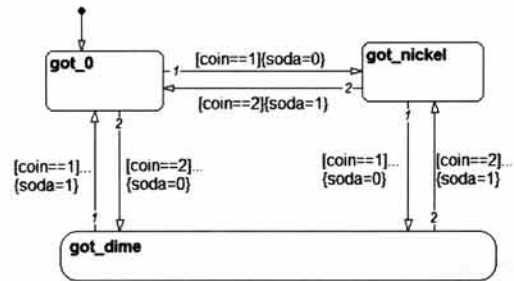 got_0
got_nickel
1
[coin==1]{soda=0}
2
[coin==2]{soda=1}
2
1
[coin==1]...
{soda=1}
[coin==2]...
{soda=0}
[coin==1]...
{soda=0}
[coin==2]...
{soda=1}
1
2
got_dime